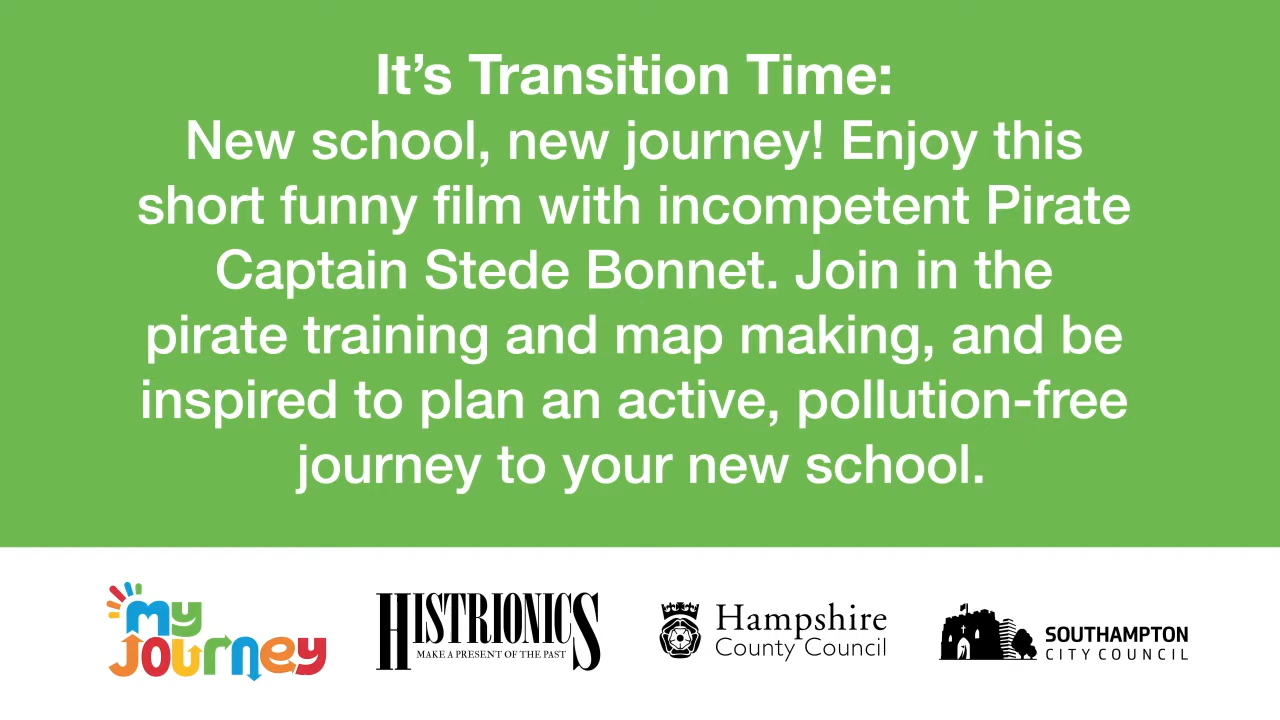 It’s Transition Time:
New school, new journey! Enjoy this
short funny film with incompetent Pirate
Captain Stede Bonnet. Join in the
pirate training and map making, and be
inspired to plan an active, pollution-free
journey to your new school.
my
Journey
HISTRIONICS
MAKE A PRESENT OF THE PAST
Hampshire
County Council
SOUTHAMPTON
CITY COUNCIL